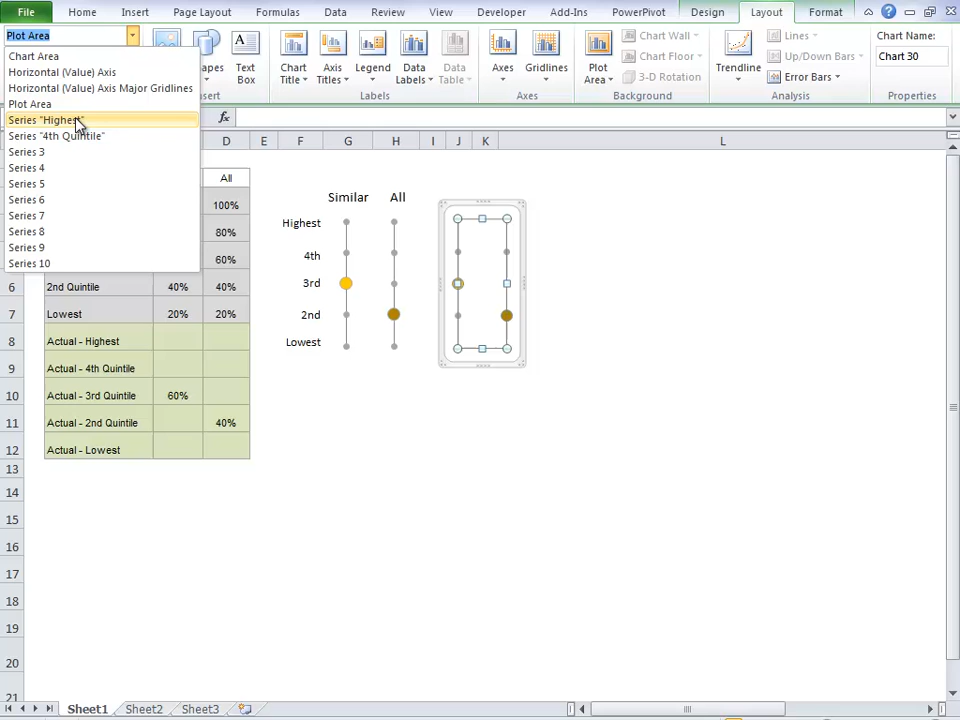 File Home Insert Page Layout Formulas Data Review View Developer Add-Ins PowerPivot Design Layout Format
Plot Area
Chart Area
Horizontal (Value) Axis
Horizontal (Value) Axis Major Gridlines
Plot Area
Series "Highest"
Series "4th Quintile"
Series 3
Series 4
Series 5
Series 6
Series 7
Series 8
Series 9
Series 10
Text Box
Chart Title
Axis Titles
Legend
Data Labels
Data Table
Labels
Axes
Gridlines
Axes
Plot Area
Chart Wall
Chart Floor
3-D Rotation
Background
Trendline
Lines
Up/Down Bars
Error Bars
Analysis
Chart Name:
Chart 30
Properties
fx
D E F G H I J K L
All
100%
80%
60%
6 2nd Quintile 40% 40%
7 Lowest 20% 20%
8 Actual - Highest
9 Actual - 4th Quintile
10 Actual - 3rd Quintile 60%
11 Actual - 2nd Quintile 40%
12 Actual - Lowest
13
14
15
16
17
18
19
20
21
Similar All
Highest
4th
3rd
2nd
Lowest
Sheet1 Sheet2 Sheet3